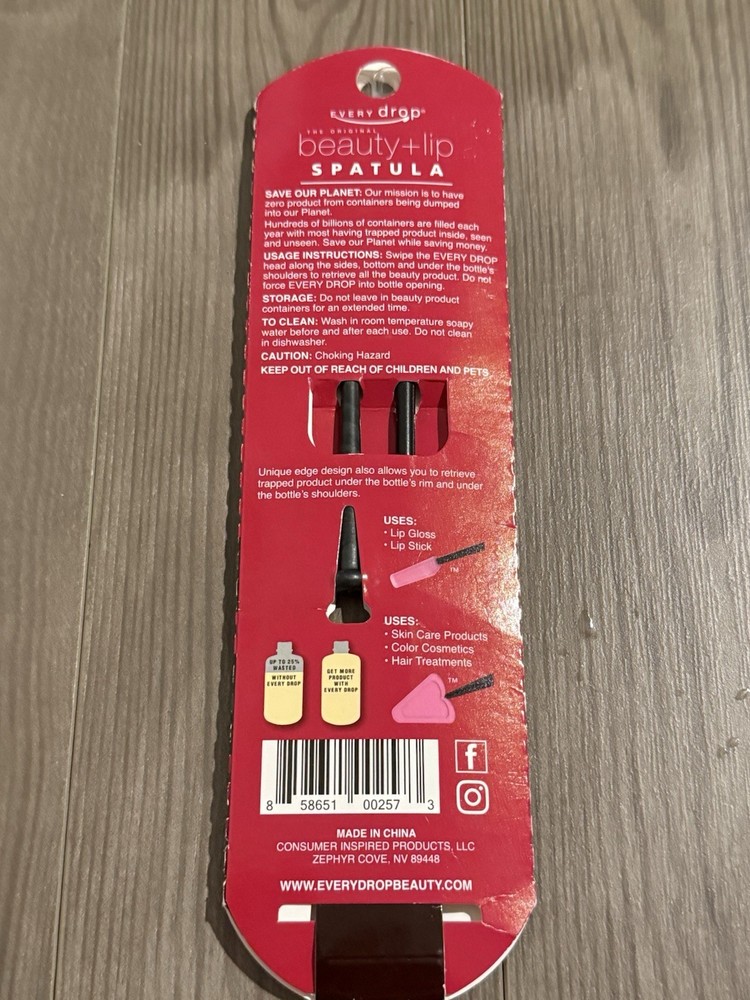 EVERY drop®
THE ORIGINAL
beauty+lip
SPATULA
SAVE OUR PLANET: Our mission is to have
zero product from containers being dumped
into our Planet.
Hundreds of billions of containers are filled each
year with most having trapped product inside, seen
and unseen. Save our Planet while saving money.
USAGE INSTRUCTIONS: Swipe the EVERY DROP
head along the sides, bottom and under the bottle's
shoulders to retrieve all the beauty product. Do not
force EVERY DROP into bottle opening.
STORAGE: Do not leave in beauty product
containers for an extended time.
TO CLEAN: Wash in room temperature soapy
water before and after each use. Do not clean
in dishwasher.
CAUTION: Choking Hazard
KEEP OUT OF REACH OF CHILDREN AND PETS
Unique edge design also allows you to retrieve
trapped product under the bottle's rim and under
the bottle's shoulders.
USES:
• Lip Gloss
• Lip Stick
TM
USES:
• Skin Care Products
• Color Cosmetics
• Hair Treatments
TM
UP TO 25%
WASTED
WITHOUT
EVERY DROP
GET MORE
PRODUCT
WITH
EVERY DROP
8 58651 00257 3
MADE IN CHINA
CONSUMER INSPIRED PRODUCTS, LLC
ZEPHYR COVE, NV 89448
WWW.EVERYDROPBEAUTY.COM